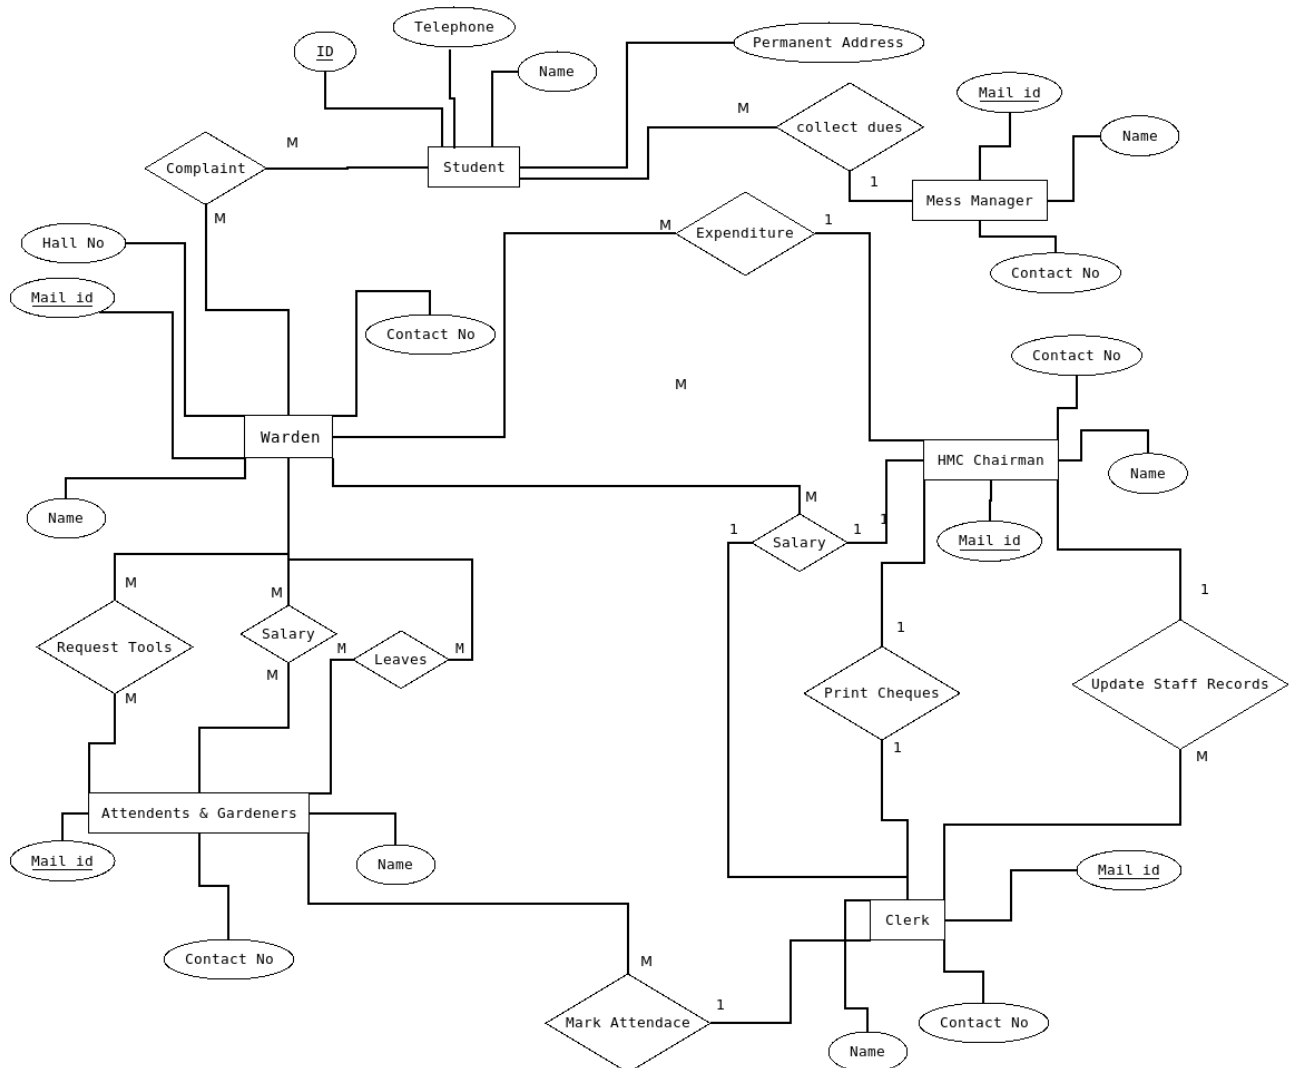 Telephone
ID
Permanent Address
Name
Mail id
M
collect dues
Name
M
Complaint
Student
1
Mess Manager
M
M
1
Expenditure
Hall No
Contact No
Mail id
Contact No
Contact No
M
Warden
HMC Chairman
Name
M
Name
1
1
1
Salary
Mail id
M
M
1
Salary
1
Request Tools
M
M
Leaves
M
M
Print Cheques
Update Staff Records
1
M
Attendents & Gardeners
Mail id
Name
Mail id
Clerk
Contact No
M
1
Mark Attendace
Contact No
Name